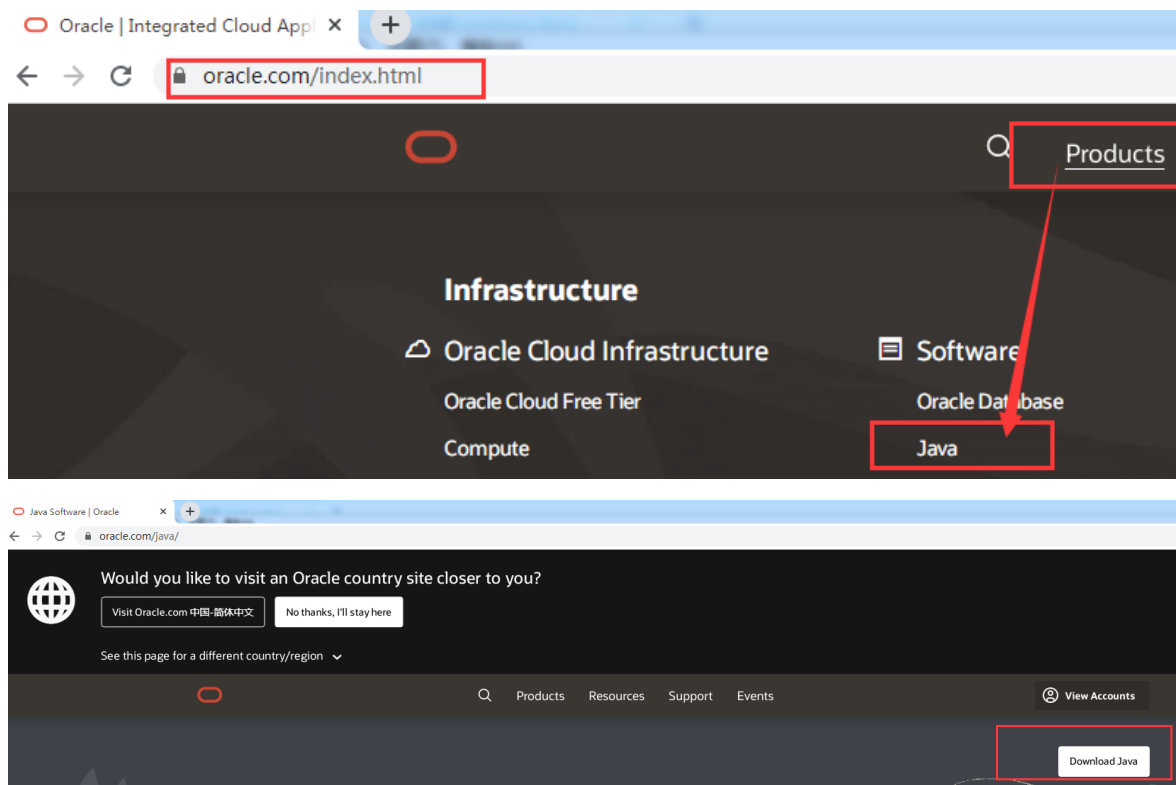 Oracle | Integrated Cloud Appl
oracle.com/index.html
Products
Infrastructure
Oracle Cloud Infrastructure
Software
Oracle Cloud Free Tier
Oracle Database
Compute
Java
Java Software | Oracle
oracle.com/java/
Would you like to visit an Oracle country site closer to you?
Visit Oracle.com 中国-简体中文
No thanks, I'll stay here
See this page for a different country/region
Products Resources Support Events
View Accounts
Download Java